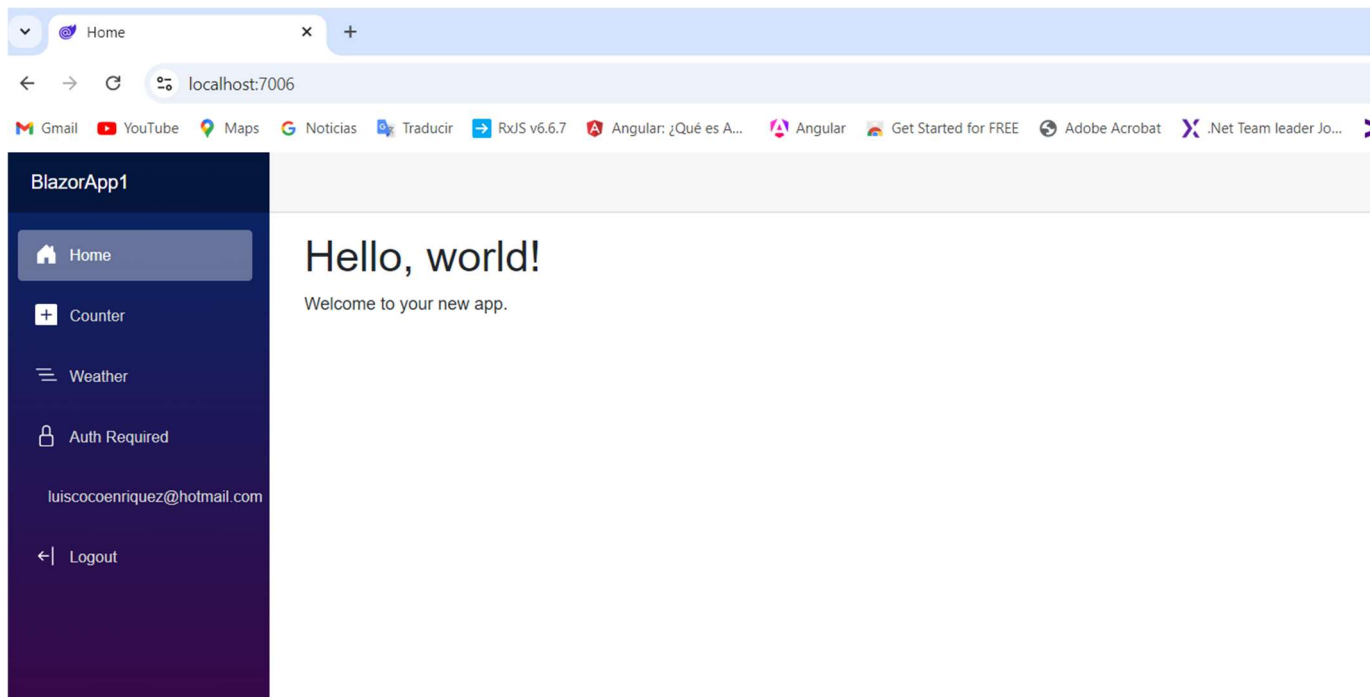 Home
localhost:7006
Gmail YouTube Maps Noticias Traducir RxJS v6.6.7 Angular: ¿Qué es A... Angular Get Started for FREE Adobe Acrobat .Net Team leader Jo...
BlazorApp1
Home
Counter
Weather
Auth Required
luiscocoenriquez@hotmail.com
Logout
Hello, world!
Welcome to your new app.